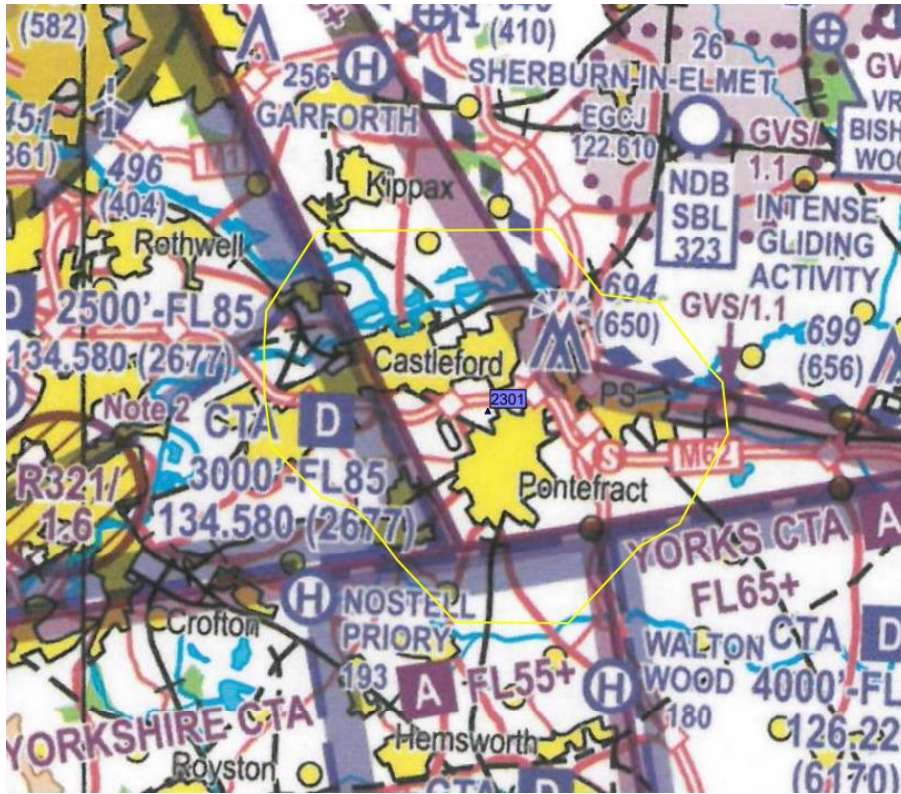 (582)
(410)
26
256
SHERBURN-IN-ELMET
GARFORTH
EGCJ
122.610
GVS/
1.1
GV
VR
BISH
WOO
451
361)
M1
496
(404)
Kippax
NDB
SBL
323
INTENSE
GLIDING
ACTIVITY
Rothwell
D
2500'-FL85
134.580 (2677)
694
(650)
GVS/1.1
699
(656)
Castleford
2301
PS
Note 2
CTA D
3000'-FL85
134.580 (2677)
R321/
1.6
S
M62
Pontefract
YORKS CTA A
FL65+
H
NOSTELL
PRIORY
193
Crofton
WALTON
WOOD
180
H
CTA D
4000'-FL
126.22
(6170)
A FL55+
YORKSHIRE CTA
Hemsworth
Royston
CTA D